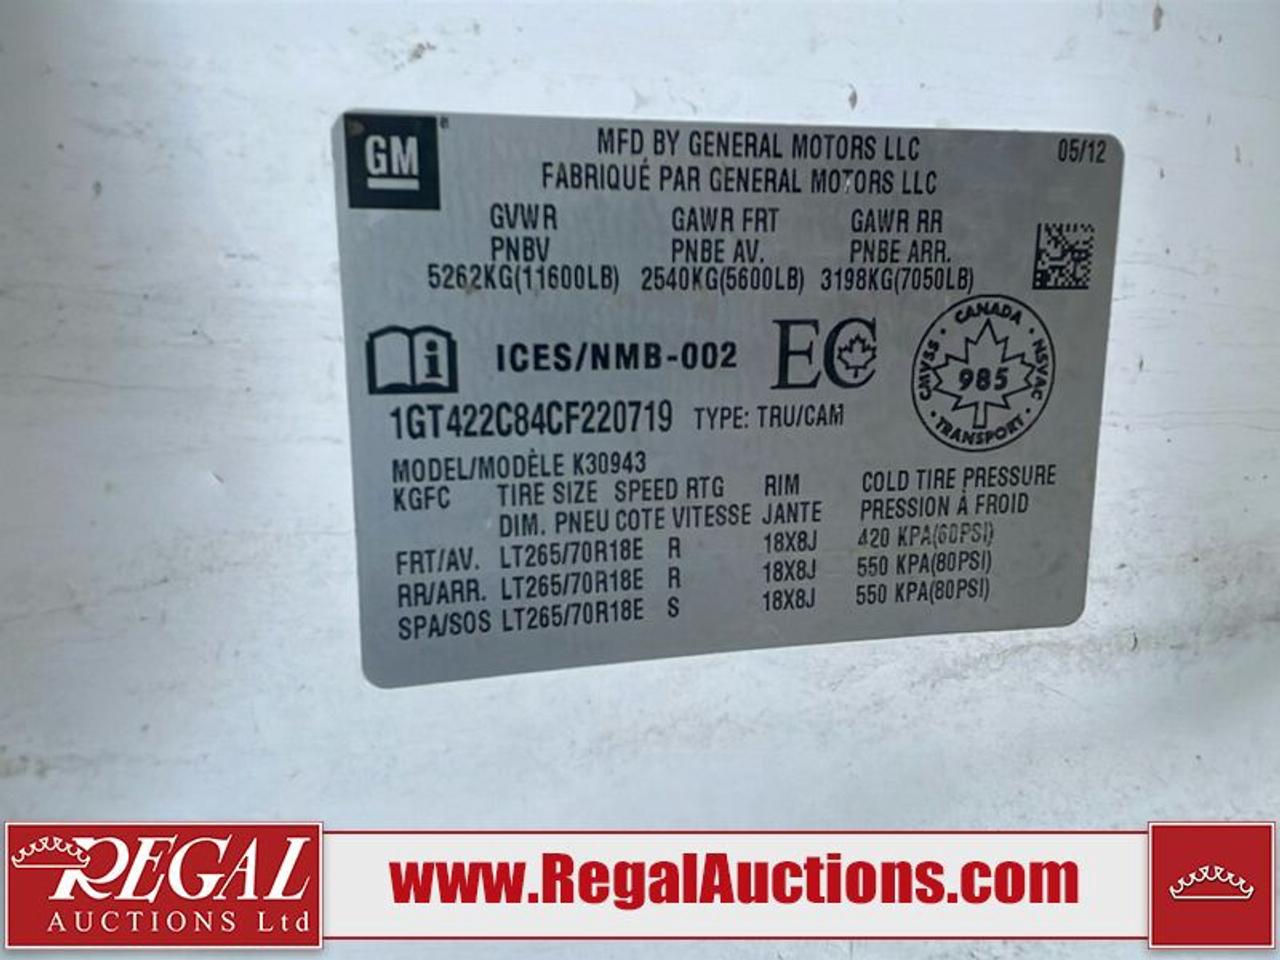 GM
MFD BY GENERAL MOTORS LLC 05/12
FABRIQUÉ PAR GENERAL MOTORS LLC
GVWR GAWR FRT GAWR RR
PNBV PNBE AV. PNBE ARR.
5262KG(11600LB) 2540KG(5600LB) 3198KG(7050LB)
i ICES/NMB-002 EC
CANADA CMVSS NSVAC
985
TRANSPORT
1GT422C84CF220719 TYPE: TRU/CAM
MODEL/MODÈLE K30943
KGFC TIRE SIZE SPEED RTG RIM COLD TIRE PRESSURE
DIM. PNEU COTE VITESSE JANTE PRESSION À FROID
FRT/AV. LT265/70R18E R 18X8J 420 KPA(60PSI)
RR/ARR. LT265/70R18E R 18X8J 550 KPA(80PSI)
SPA/SOS LT265/70R18E S 18X8J 550 KPA(80PSI)
REGAL
AUCTIONS Ltd
www.RegalAuctions.com